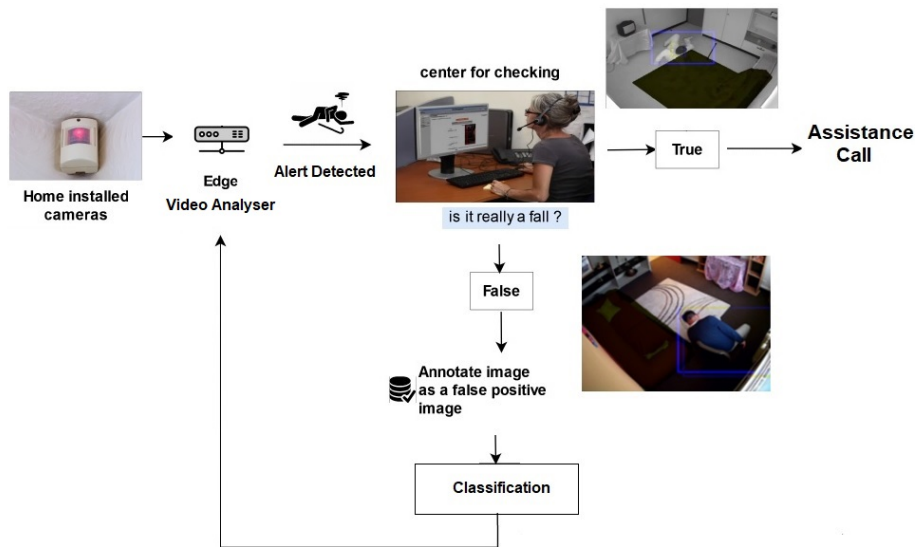 center for checking
Home installed
cameras
Edge
Video Analyser
Alert Detected
is it really a fall ?
True
Assistance
Call
False
Annotate image
as a false positive
image
Classification